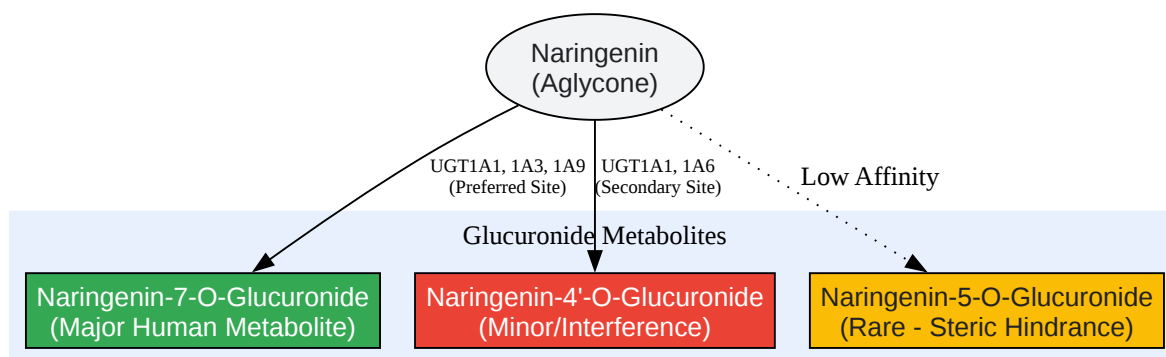 Naringenin
(Aglycone)
UGT1A1, 1A3, 1A9
(Preferred Site)
UGT1A1, 1A6
(Secondary Site)
Low Affinity
Glucuronide Metabolites
Naringenin-7-O-Glucuronide
(Major Human Metabolite)
Naringenin-4'-O-Glucuronide
(Minor/Interference)
Naringenin-5-O-Glucuronide
(Rare - Steric Hindrance)